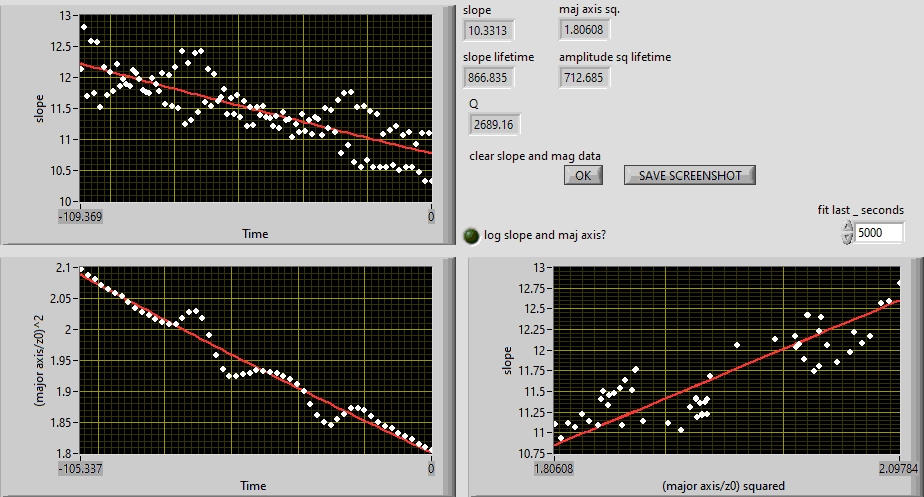 slope
10.3313
maj axis sq.
1.80608
slope lifetime
866.835
amplitude sq lifetime
712.685
Q
2689.16
clear slope and mag data
OK
SAVE SCREENSHOT
fit last _ seconds
5000
log slope and maj axis?
13
12.5
12
11.5
11
10.5
10
slope
-109.369
0
Time
2.1
2.05
2
1.95
1.9
1.85
1.8
(major axis/z0)^2
-105.337
0
Time
13
12.75
12.5
12.25
12
11.75
11.5
11.25
11
10.75
slope
1.80608
2.09784
(major axis/z0) squared